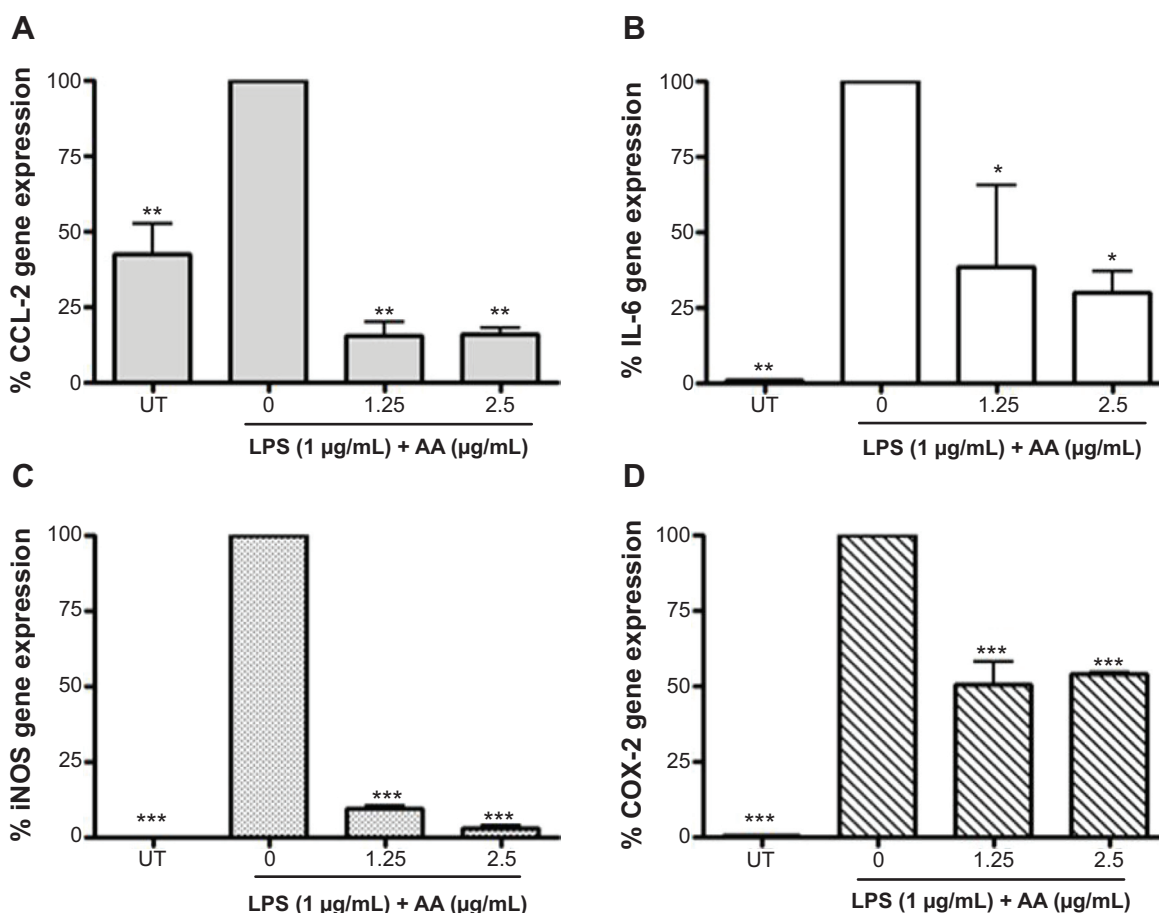 A
% CCL-2 gene expression
100
75
50
25
0
**
**
**
UT
0
1.25
2.5
LPS (1 µg/mL) + AA (µg/mL)
B
% IL-6 gene expression
100
75
50
25
0
**
*
*
UT
0
1.25
2.5
LPS (1 µg/mL) + AA (µg/mL)
C
% iNOS gene expression
100
75
50
25
0
***
***
***
UT
0
1.25
2.5
LPS (1 µg/mL) + AA (µg/mL)
D
% COX-2 gene expression
100
75
50
25
0
***
***
***
UT
0
1.25
2.5
LPS (1 µg/mL) + AA (µg/mL)